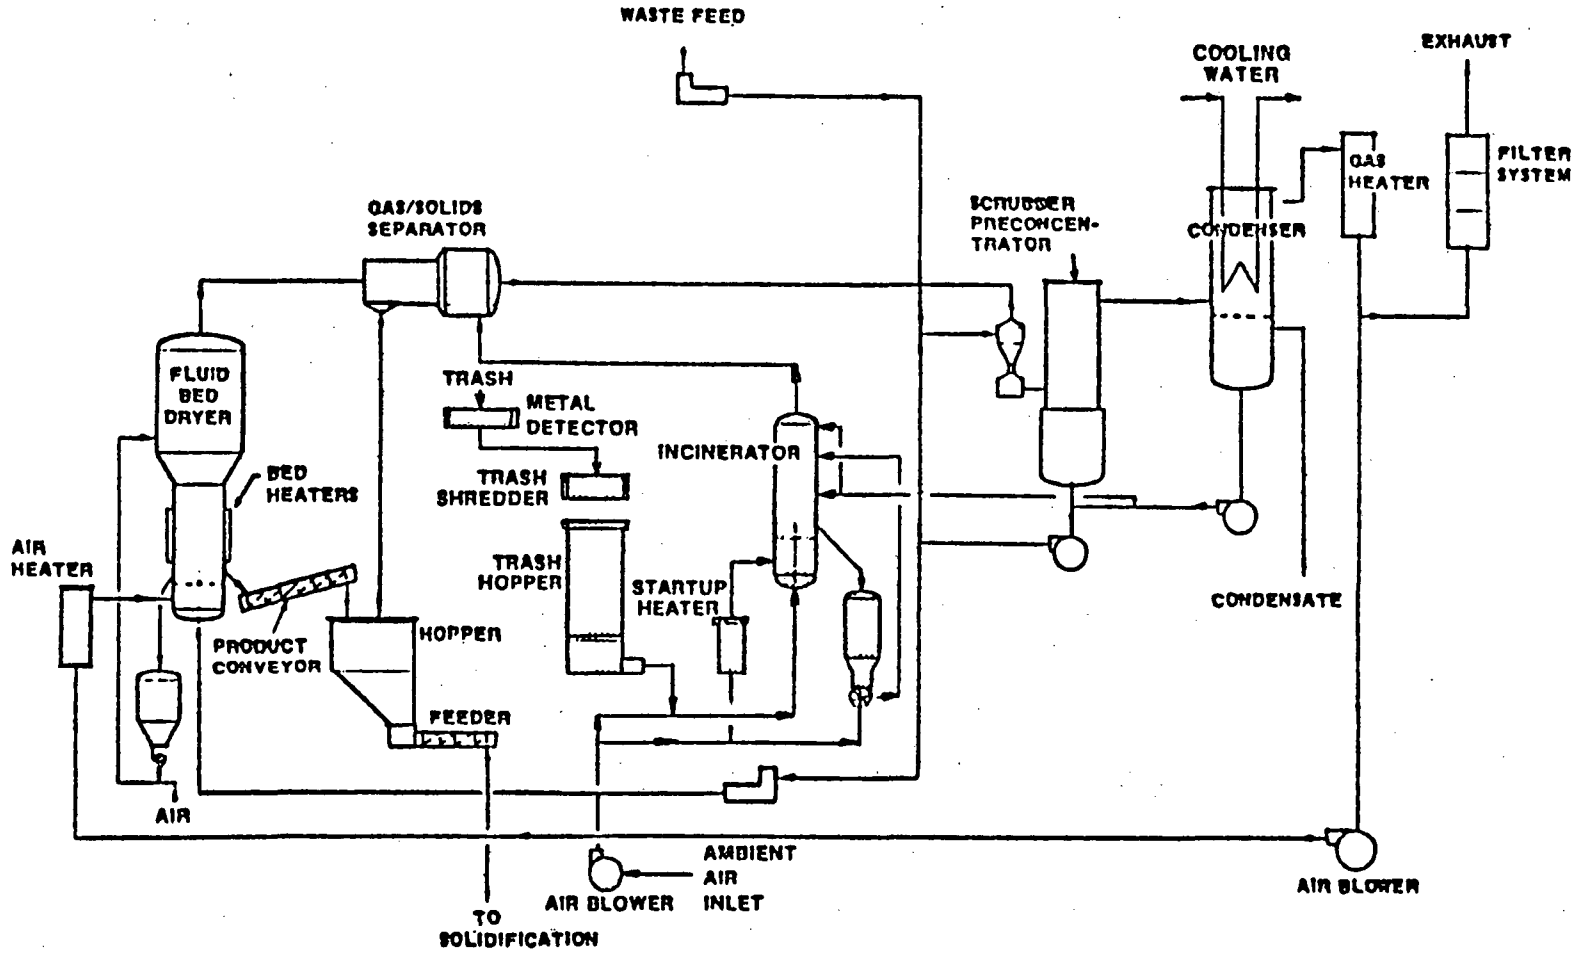 WASTE FEED
COOLING
WATER
EXHAUST
GAS
HEATER
FILTER
SYSTEM
GAS/SOLIDS
SEPARATOR
SCRUBBER
PRECONCEN-
TRATOR
CONDENSER
FLUID
BED
DRYER
TRASH
METAL
DETECTOR
INCINERATOR
BED
HEATERS
TRASH
SHREDDER
AIR
HEATER
TRASH
HOPPER
STARTUP
HEATER
CONDENSATE
PRODUCT
CONVEYOR
HOPPER
FEEDER
AIR
AMBIENT
AIR
INLET
AIR BLOWER
AIR BLOWER
TO
SOLIDIFICATION